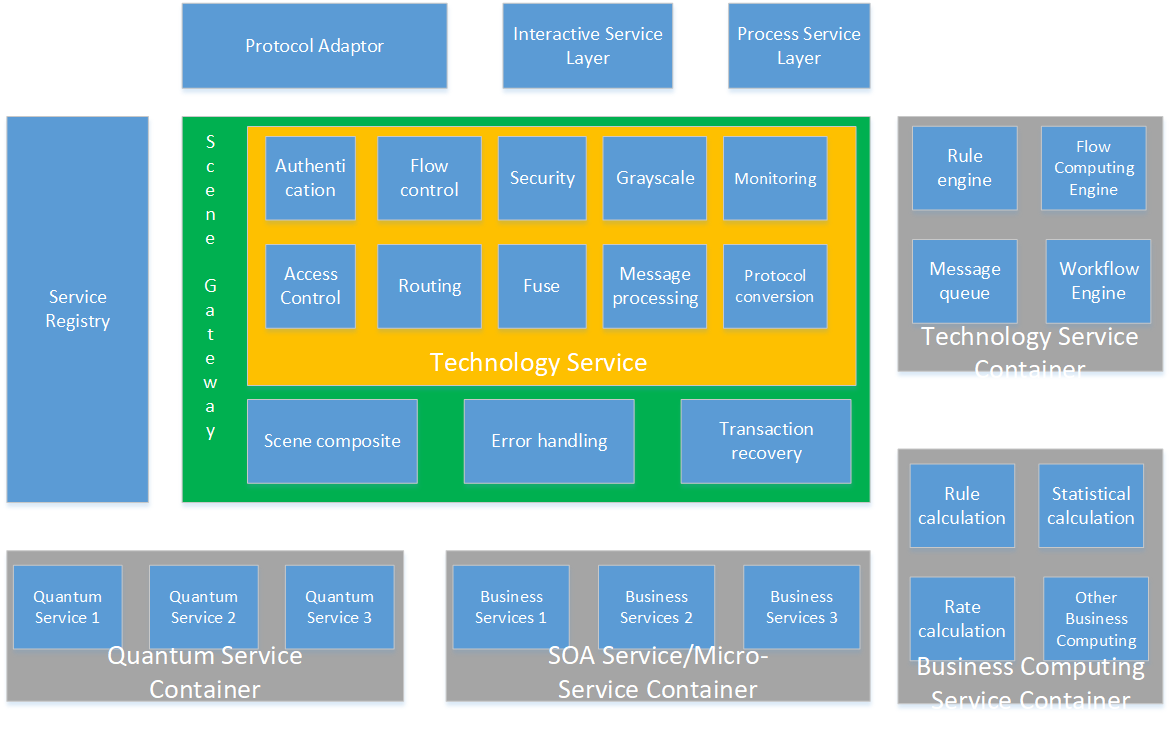 Protocol Adaptor
Interactive Service
Layer
Process Service
Layer
Service
Registry
Scene Gateway
Authenti
cation
Flow
control
Security
Grayscale
Monitoring
Access
Control
Routing
Fuse
Message
processing
Protocol
conversion
Technology Service
Scene composite
Error handling
Transaction
recovery
Rule
engine
Flow
Computing
Engine
Message
queue
Workflow
Engine
Technology Service
Container
Rule
calculation
Statistical
calculation
Rate
calculation
Other
Business
Computing
Business Computing
Service Container
Quantum
Service 1
Quantum
Service 2
Quantum
Service 3
Quantum Service
Container
Business
Services 1
Business
Services 2
Business
Services 3
SOA Service/Micro-
Service Container